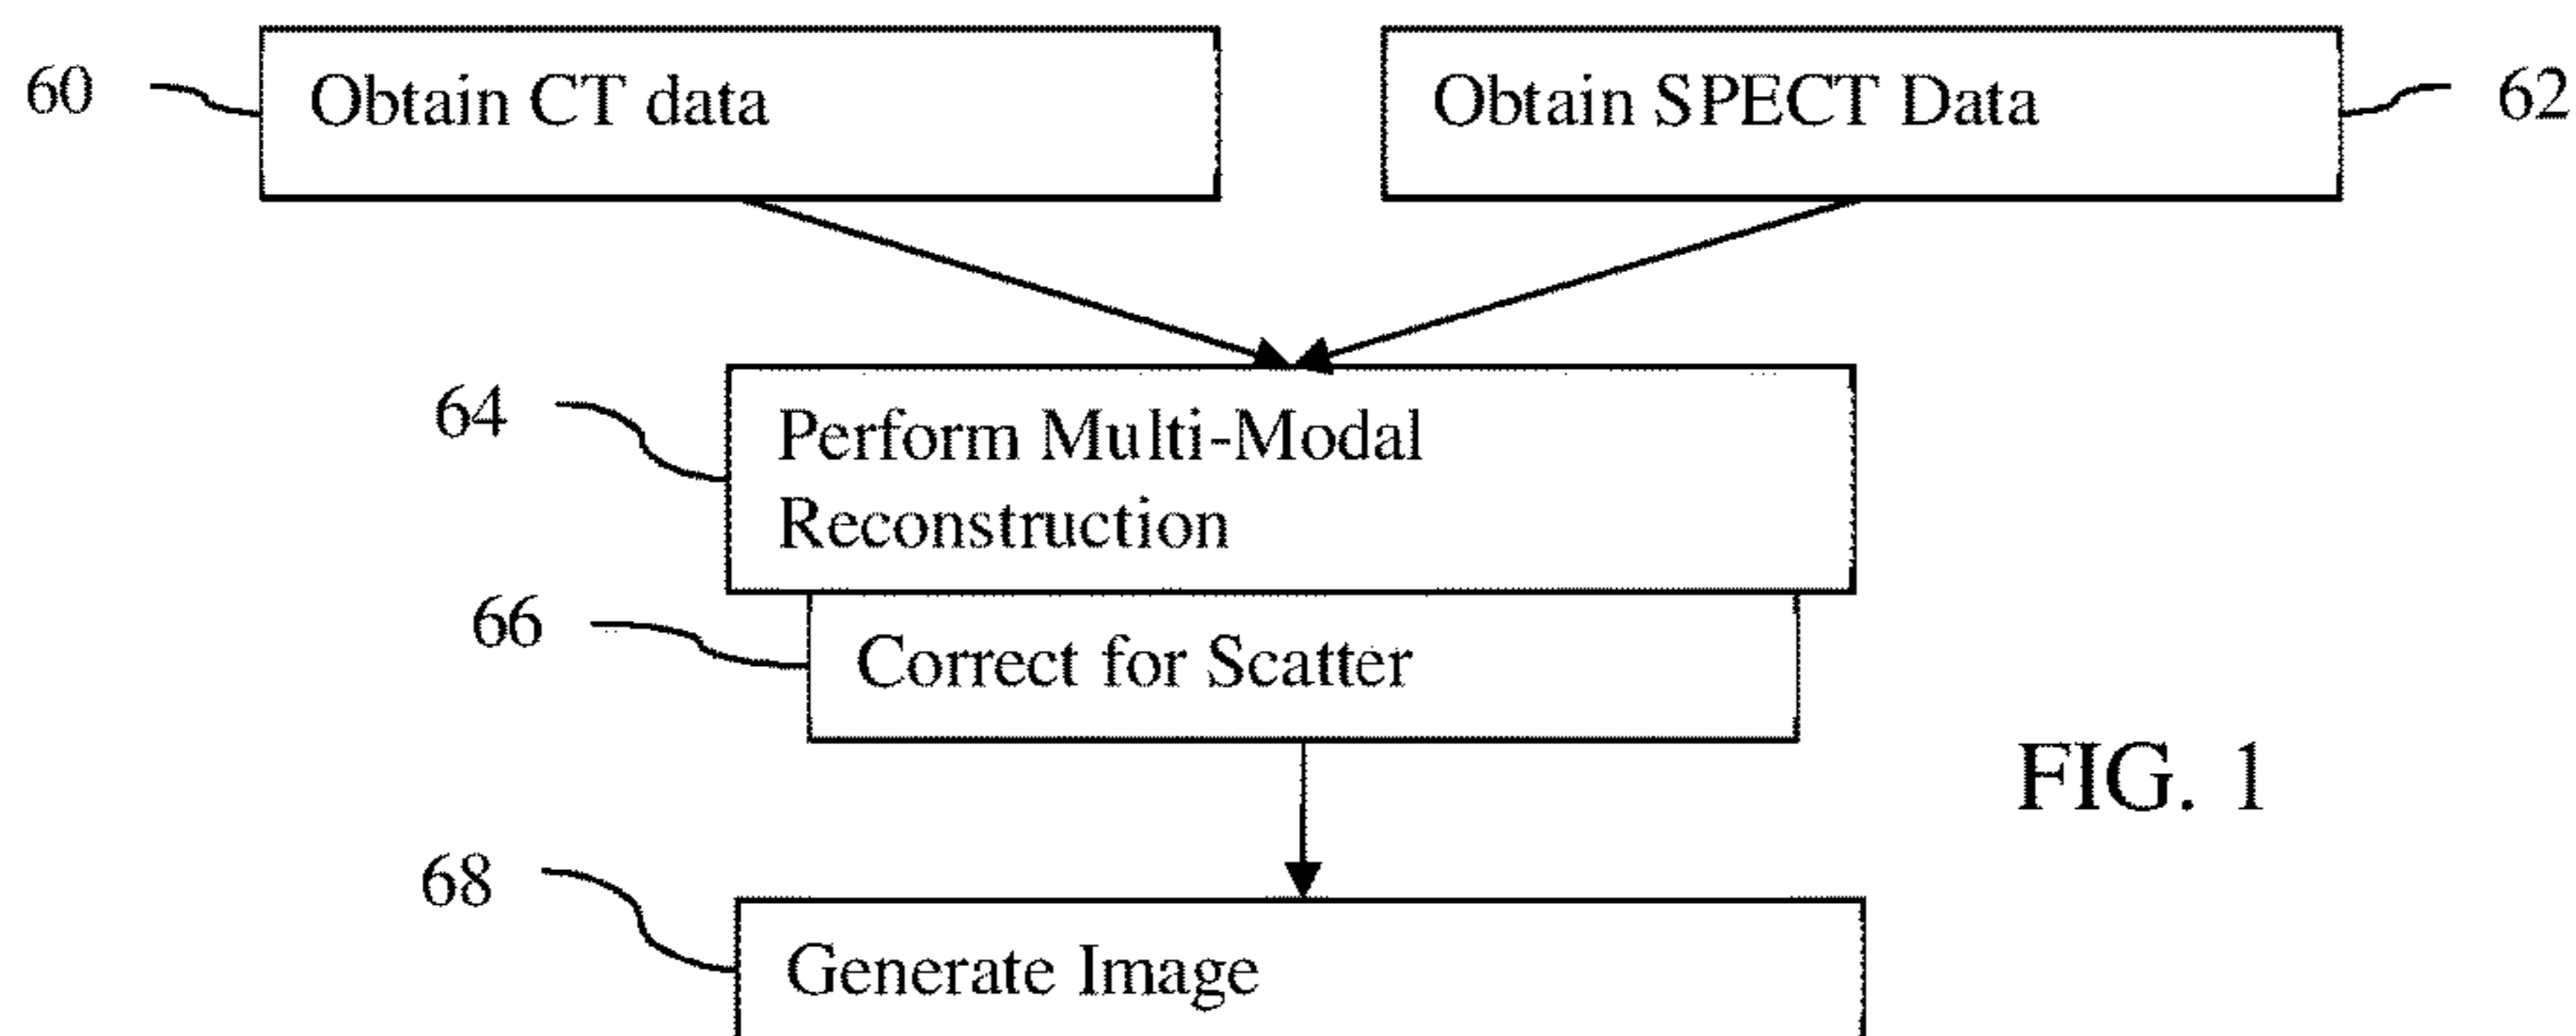 60
Obtain CT data
Obtain SPECT Data
62
64
Perform Multi-Modal
Reconstruction
66
Correct for Scatter
FIG. 1
68
Generate Image